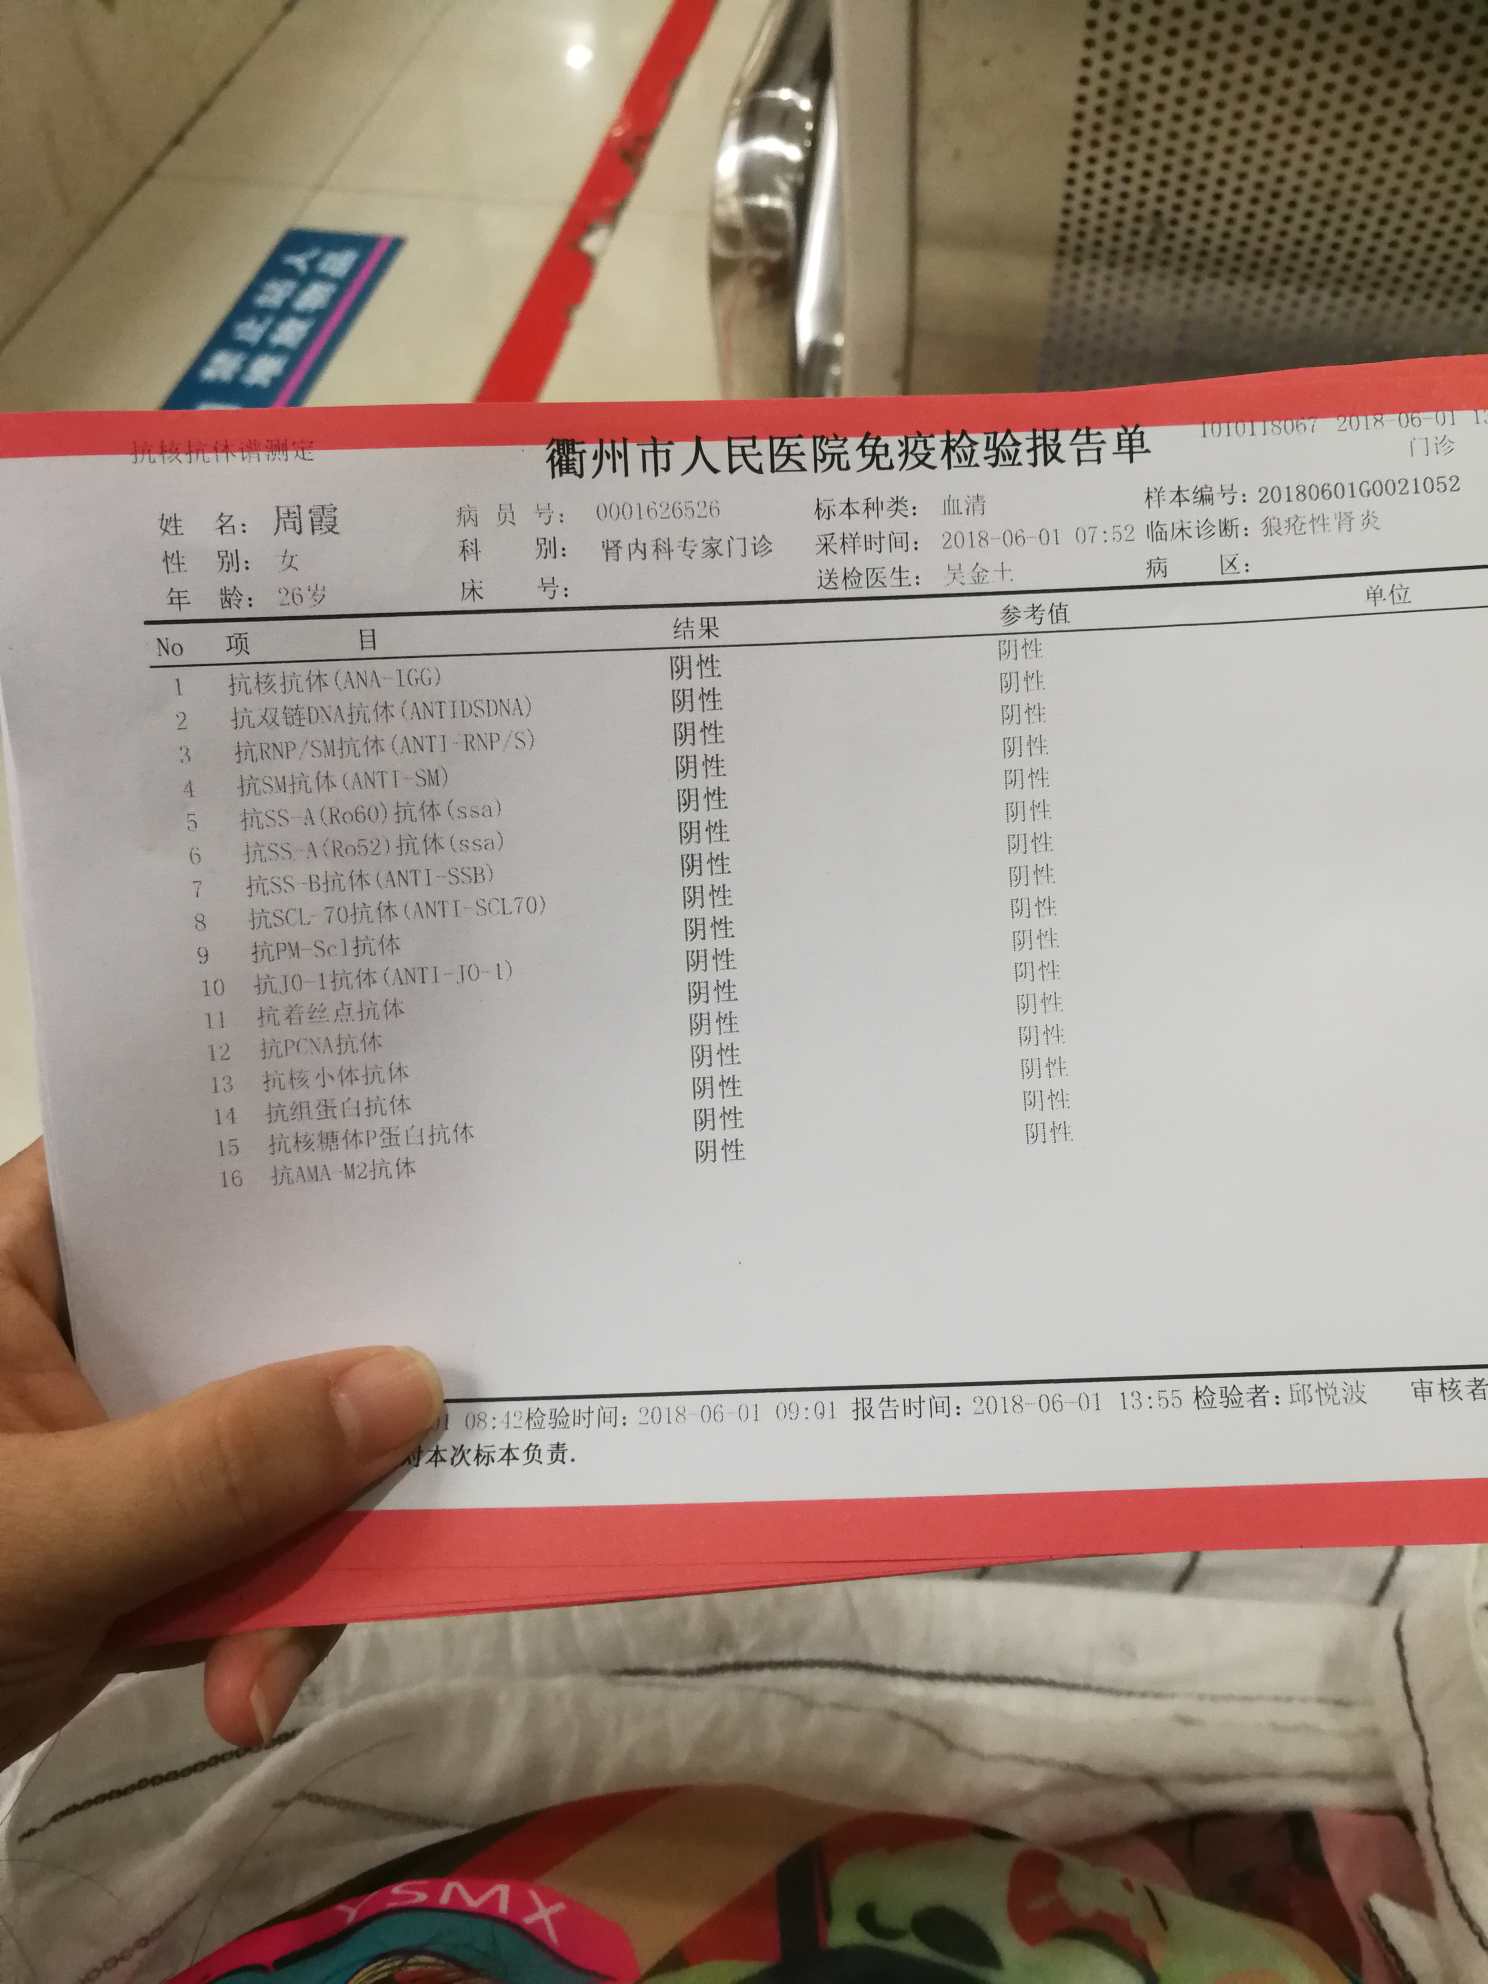 禁止出入
抗核抗体谱测定
衢州市人民医院免疫检验报告单
1010118067 2018-06-01
门诊
姓 名: 周霞 病 员 号: 0001626526 标本种类: 血清 样本编号: 20180601G0021052
性 别: 女 科 别: 肾内科专家门诊 采样时间: 2018-06-01 07:52 临床诊断: 狼疮性肾炎
年 龄: 26岁 床 号: 送检医生: 吴金土 病 区:
No 项 目 结果 参考值 单位
1 抗核抗体(ANA-IGG) 阴性 阴性
2 抗双链DNA抗体(ANTIDSDNA) 阴性 阴性
3 抗RNP/SM抗体(ANTI-RNP/S) 阴性 阴性
4 抗SM抗体(ANTI-SM) 阴性 阴性
5 抗SS-A(Ro60)抗体(ssa) 阴性 阴性
6 抗SS-A(Ro52)抗体(ssa) 阴性 阴性
7 抗SS-B抗体(ANTI-SSB) 阴性 阴性
8 抗SCL-70抗体(ANTI-SCL70) 阴性 阴性
9 抗PM-Scl抗体 阴性 阴性
10 抗JO-1抗体(ANTI-JO-1) 阴性 阴性
11 抗着丝点抗体 阴性 阴性
12 抗PCNA抗体 阴性 阴性
13 抗核小体抗体 阴性 阴性
14 抗组蛋白抗体 阴性 阴性
15 抗核糖体P蛋白抗体 阴性 阴性
16 抗AMA-M2抗体 阴性 阴性
01 08:42 检验时间: 2018-06-01 09:01 报告时间: 2018-06-01 13:55 检验者: 邱悦波 审核者
对本次标本负责.
YSMX